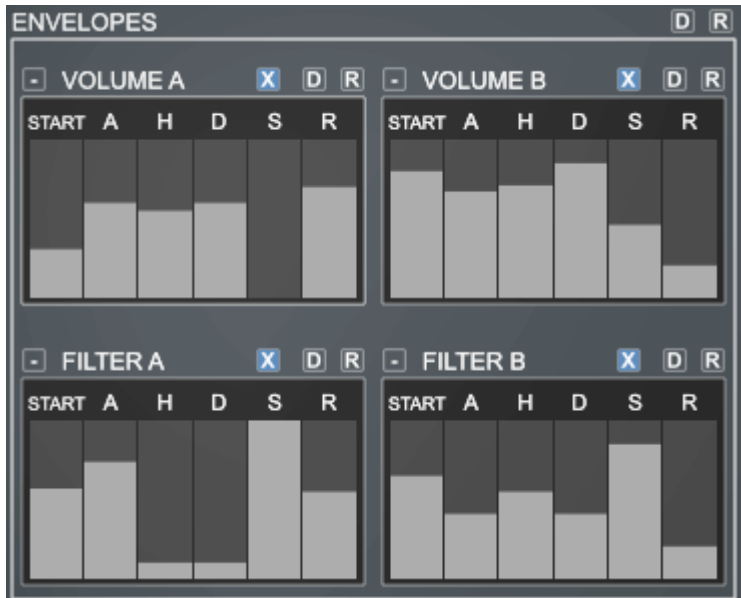 ENVELOPES D R
- VOLUME A X D R
START A H D S R
- VOLUME B X D R
START A H D S R
- FILTER A X D R
START A H D S R
- FILTER B X D R
START A H D S R